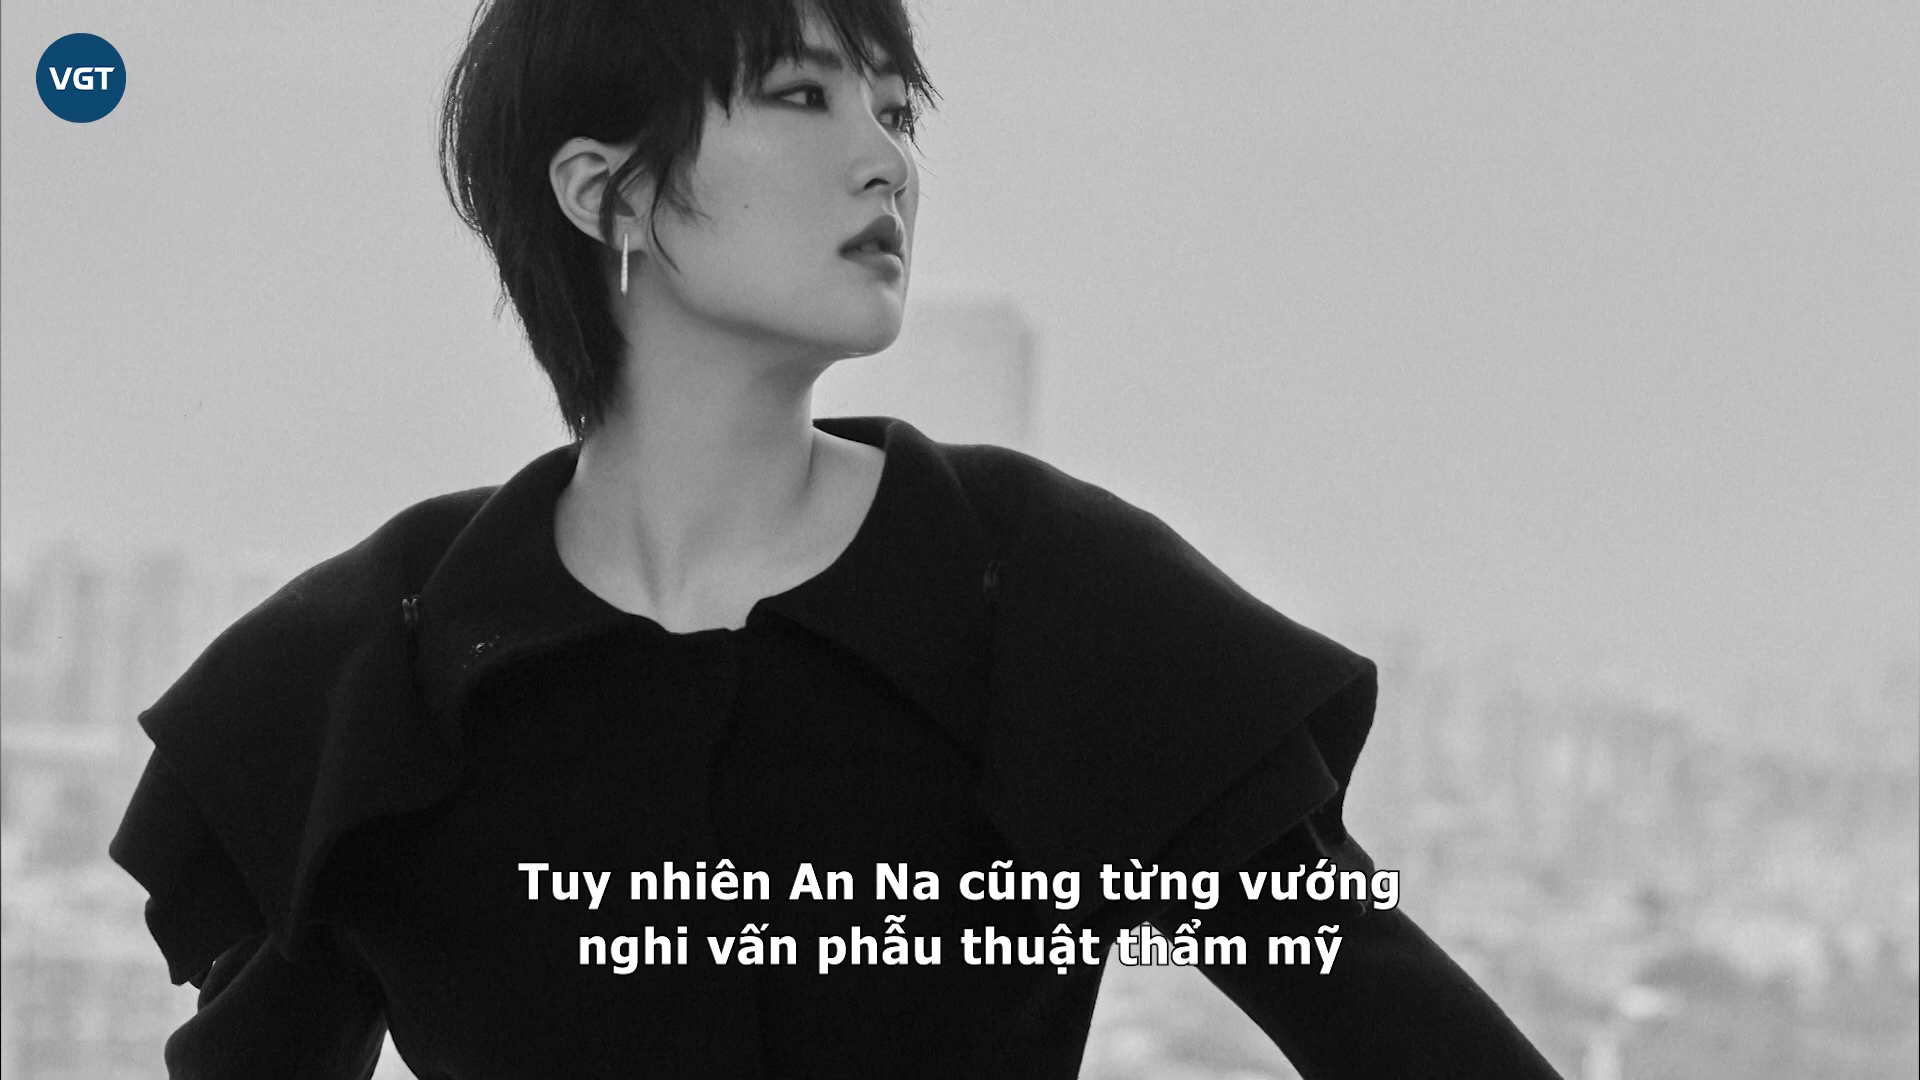 VGT
Tuy nhiên An Na cũng từng vướng
nghi vấn phẫu thuật thẩm mỹ